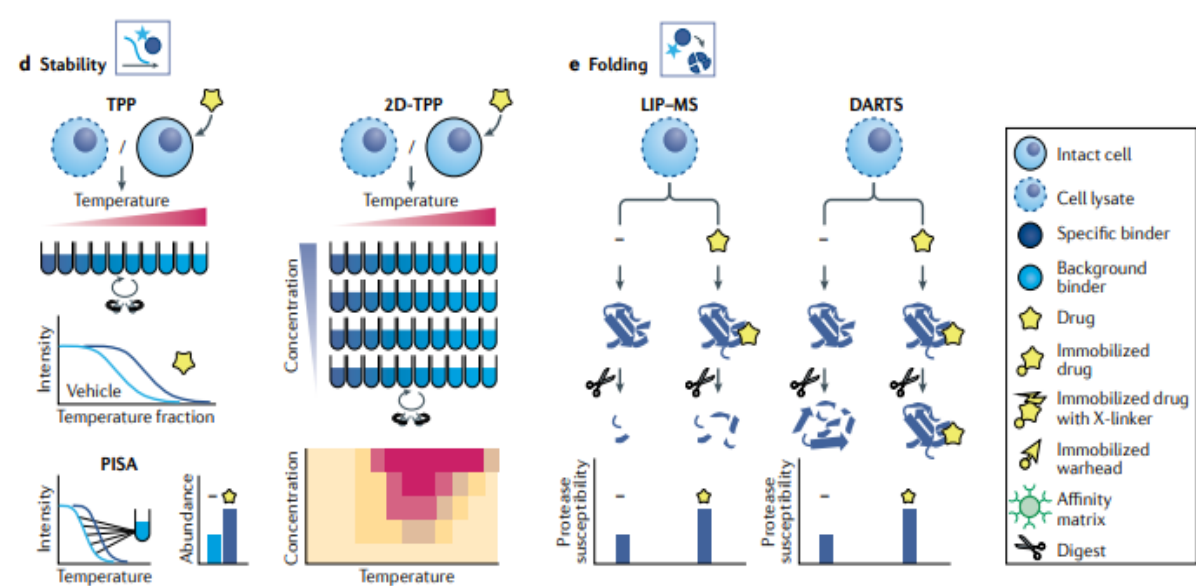 d Stability
TPP
/
Temperature
Intensity
Vehicle
Temperature fraction
PISA
Intensity
Temperature
Abundance
–
2D-TPP
/
Temperature
Concentration
Concentration
Temperature
e Folding
LIP–MS
–
Protease
susceptibility
–
DARTS
–
Protease
susceptibility
–
Intact cell
Cell lysate
Specific binder
Background
binder
Drug
Immobilized
drug
Immobilized drug
with X-linker
Immobilized
warhead
Affinity
matrix
Digest